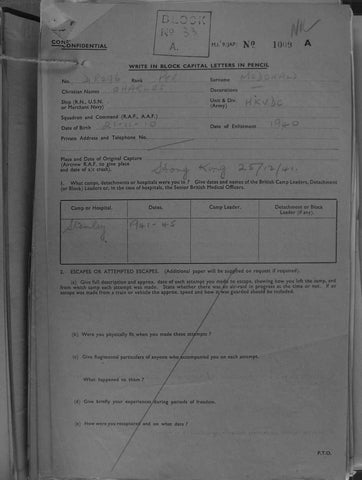 BLOCK
No 33
A.
CONFIDENTIAL
M.I.9/JAP. No 1009 A
WRITE IN BLOCK CAPITAL LETTERS IN PENCIL
No. Rank Pte Surname McDONALD
Christian Names CHARLES Decorations —
Ship (R.N., U.S.N. or Merchant Navy) Unit & Div. (Army) HKVDC
Squadron and Command (R.A.F., A.A.F.)
Date of Birth Date of Enlistment 1940
Private Address and Telephone No.
Place and Date of Original Capture
(Aircrew R.A.F. to give place and date of a/c crash). Hong Kong 25/12/41.
1. What camps, detachments or hospitals were you in? Give dates and names of the British Camp Leaders, Detachment
(or Block) Leaders or, in the case of hospitals, the Senior British Medical Officers.
Camp or Hospital. Dates. Camp Leader. Detachment or Block Leader (if any).
Stanley 1941-45
2. ESCAPES OR ATTEMPTED ESCAPES. (Additional paper will be supplied on request if required).
(a) Give full description and approx. date of each attempt you made to escape, showing how you left the camp, and
from which camp each attempt was made. State whether there was an air-raid in progress at the time or not. If
escape was made from a train or vehicle the approx. speed and how it was guarded should be included.
(b) Were you physically fit when you made these attempts?
(c) Give Regimental particulars of anyone who accompanied you on each attempt.
What happened to them?
(d) Give briefly your experiences during periods of freedom.
(e) How were you recaptured and on what date?
P.T.O.